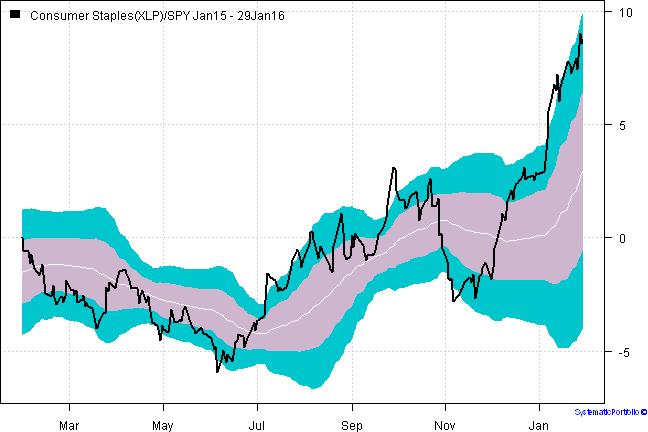 Consumer Staples(XLP)/SPY Jan15 - 29Jan16
10
5
0
-5
Mar May Jul Sep Nov Jan
SystematicPortfolio ©